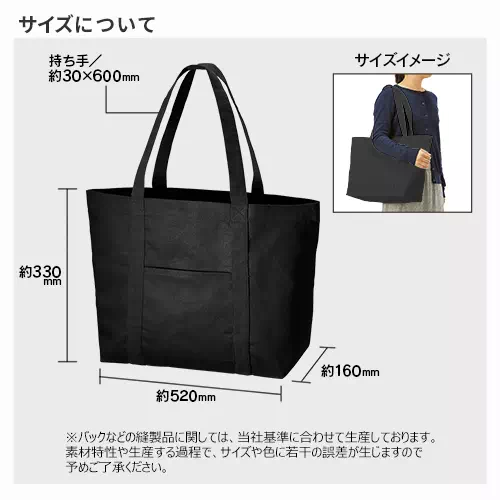 サイズについて
持ち手/
約30×600mm
サイズイメージ
約330
mm
約160mm
約520mm
※バックなどの縫製品に関しては、当社基準に合わせて生産しております。
素材特性や生産する過程で、サイズや色に若干の誤差が生じますので
予めご了承ください。